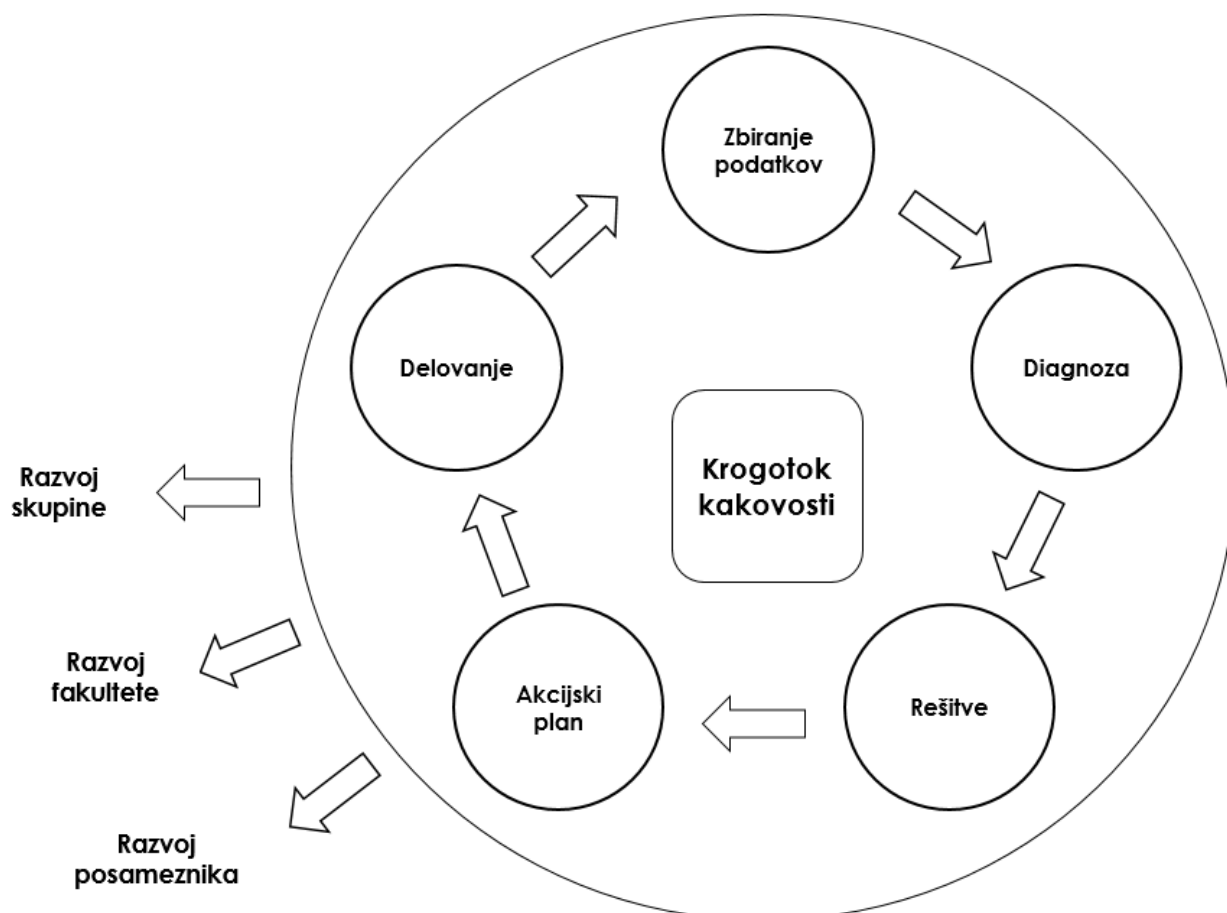 Zbiranje
podatkov
Delovanje
Diagnoza
Krogotok
kakovosti
Razvoj
skupine
Razvoj
fakultete
Akcijski
plan
Rešitve
Razvoj
posameznika